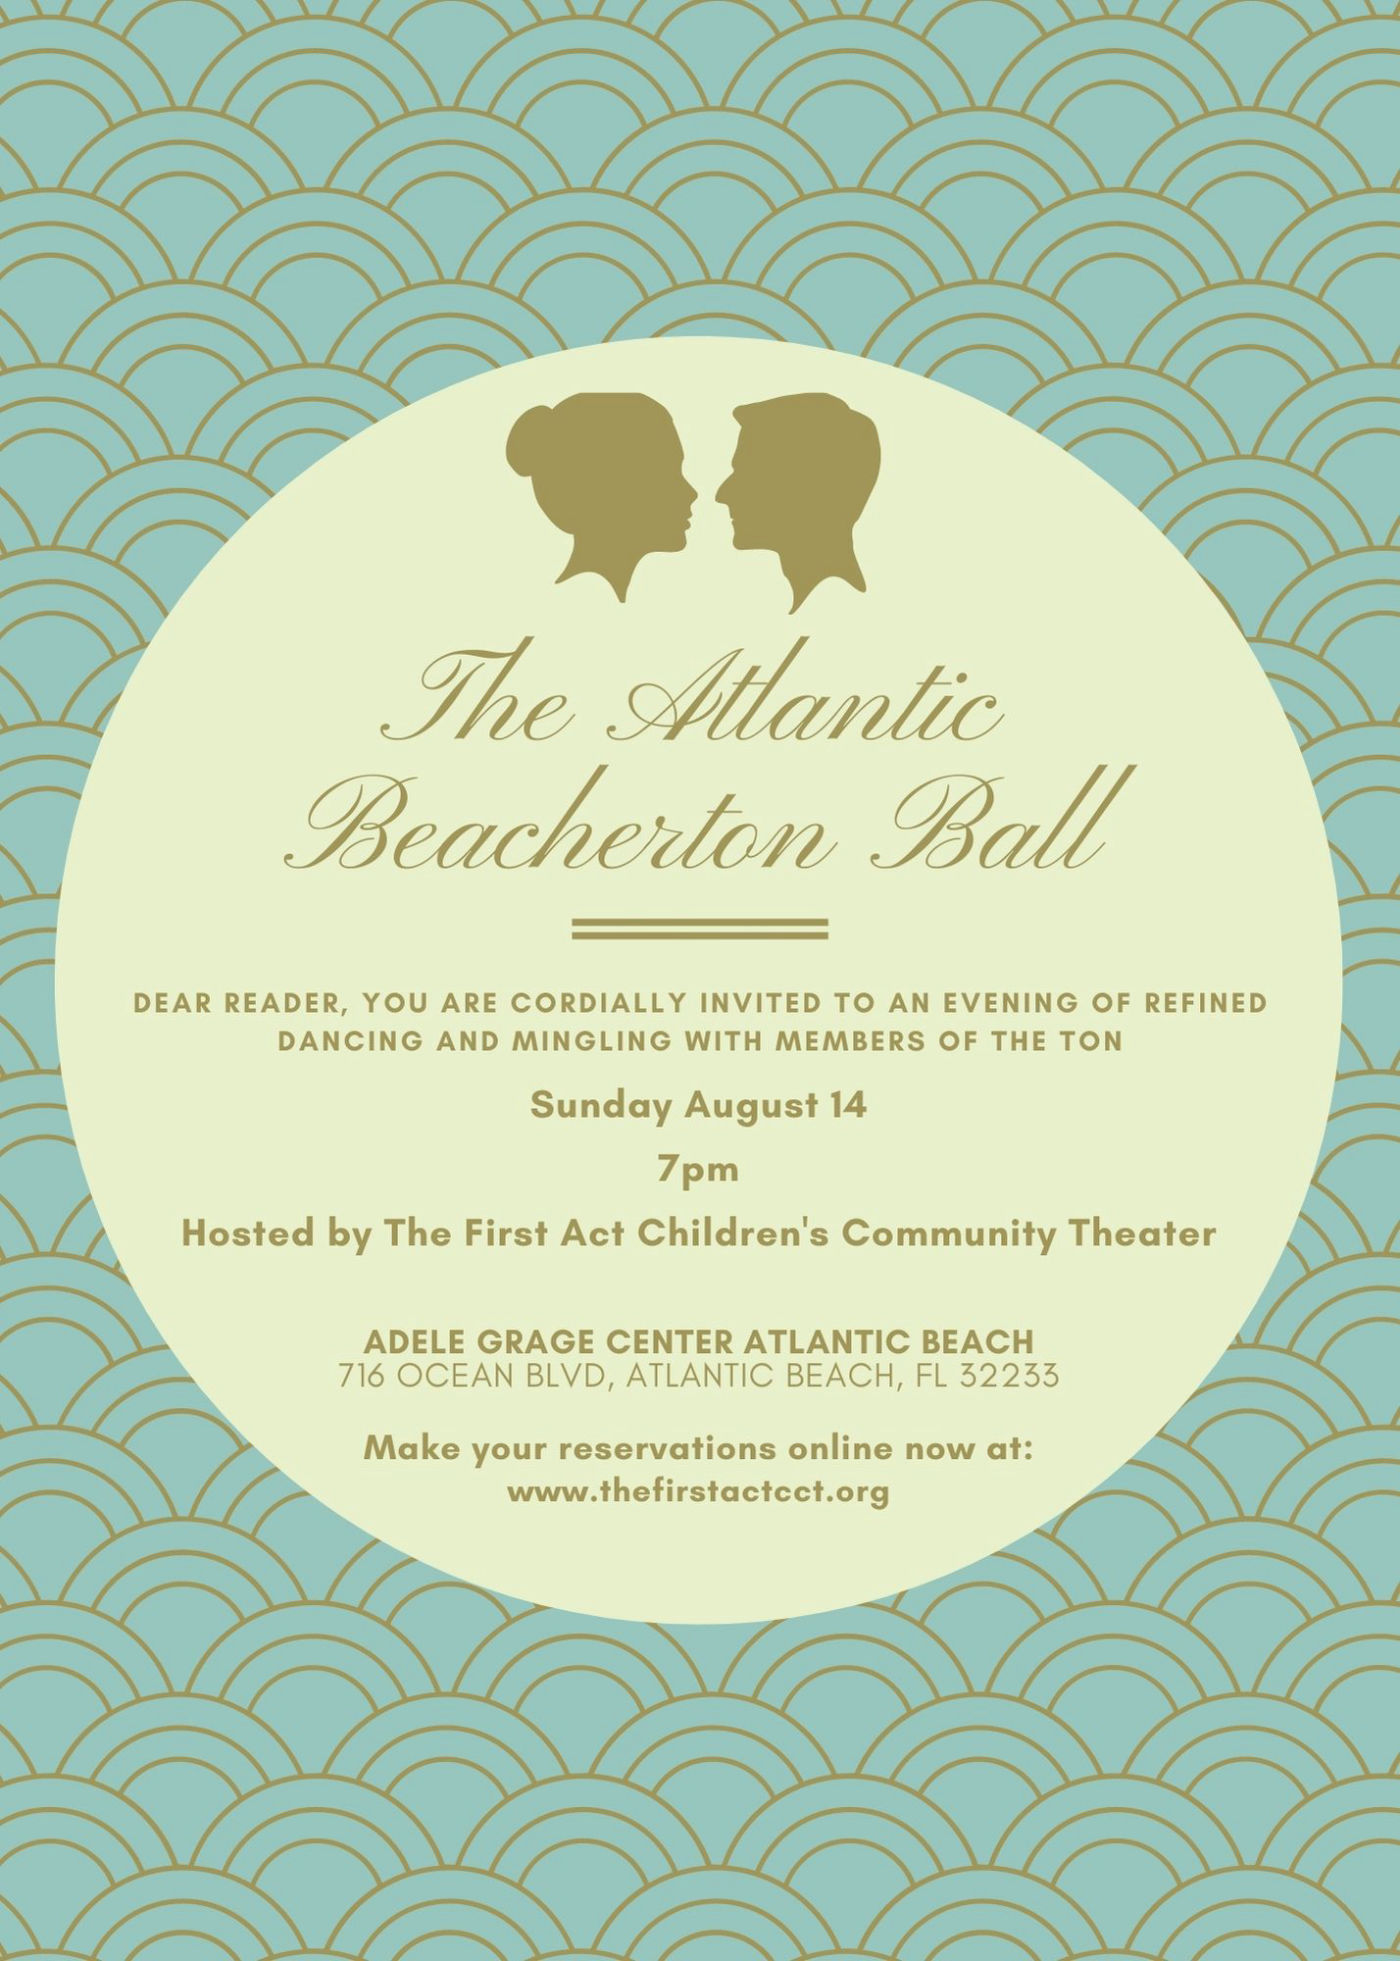 The Atlantic
Beacherton Ball
DEAR READER, YOU ARE CORDIALLY INVITED TO AN EVENING OF REFINED
DANCING AND MINGLING WITH MEMBERS OF THE TON
Sunday August 14
7pm
Hosted by The First Act Children's Community Theater
ADELE GRAGE CENTER ATLANTIC BEACH
716 OCEAN BLVD, ATLANTIC BEACH, FL 32233
Make your reservations online now at:
www.thefirstactcct.org